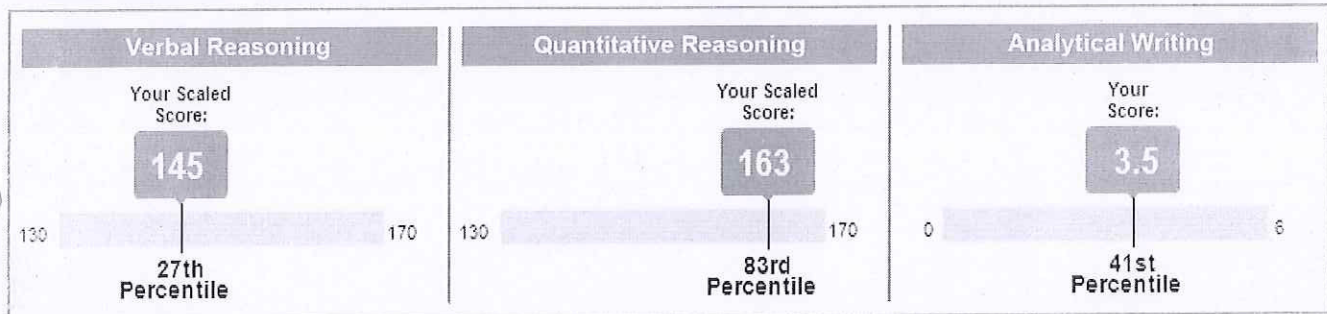 Verbal Reasoning
Your Scaled
Score:
145
130
170
27th
Percentile
Quantitative Reasoning
Your Scaled
Score:
163
130
170
83rd
Percentile
Analytical Writing
Your
Score:
3.5
0
6
41st
Percentile